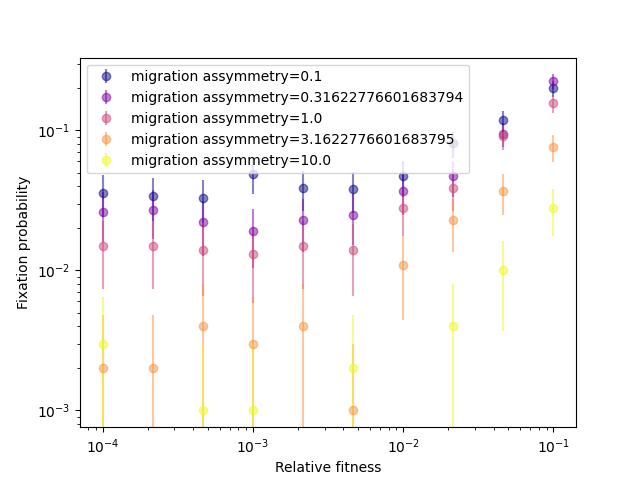 migration assymmetry=0.1
migration assymmetry=0.31622776601683794
migration assymmetry=1.0
migration assymmetry=3.1622776601683795
migration assymmetry=10.0
Fixation probability
10⁻¹
10⁻²
10⁻³
10⁻⁴ 10⁻³ 10⁻² 10⁻¹
Relative fitness